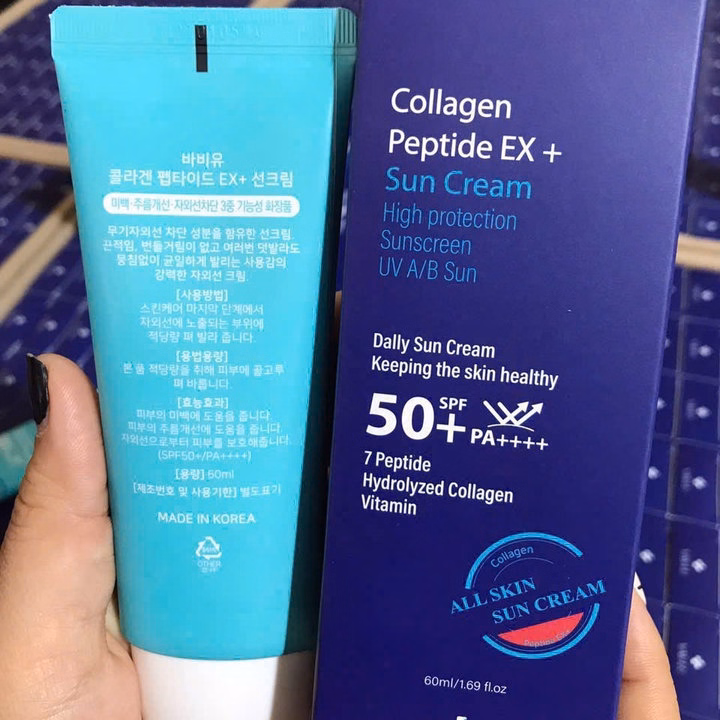 바비유
콜라겐 펩타이드 EX+ 선크림
미백·주름개선·자외선차단 3중 기능성 화장품
무기자외선 차단 성분을 함유한 선크림.
끈적임, 번들거림이 없고 여러번 덧발라도
뭉침없이 균일하게 발리는 사용감의
강력한 자외선 크림.
[사용방법]
스킨케어 마지막 단계에서
자외선에 노출되는 부위에
적당량 펴 발라 줍니다.
[용법용량]
본 품 적당량을 취해 피부에 골고루
펴 바릅니다.
[효능효과]
피부의 미백에 도움을 줍니다.
피부의 주름개선에 도움을 줍니다.
자외선으로부터 피부를 보호해줍니다.
(SPF50+/PA++++)
[용량] 60ml
[제조번호 및 사용기한] 별도표기
MADE IN KOREA
OTHER
Collagen
Peptide EX +
Sun Cream
High protection
Sunscreen
UV A/B Sun
Dally Sun Cream
Keeping the skin healthy
50+ SPF PA++++
7 Peptide
Hydrolyzed Collagen
Vitamin
Collagen
ALL SKIN
SUN CREAM
60ml/1.69 fl.oz